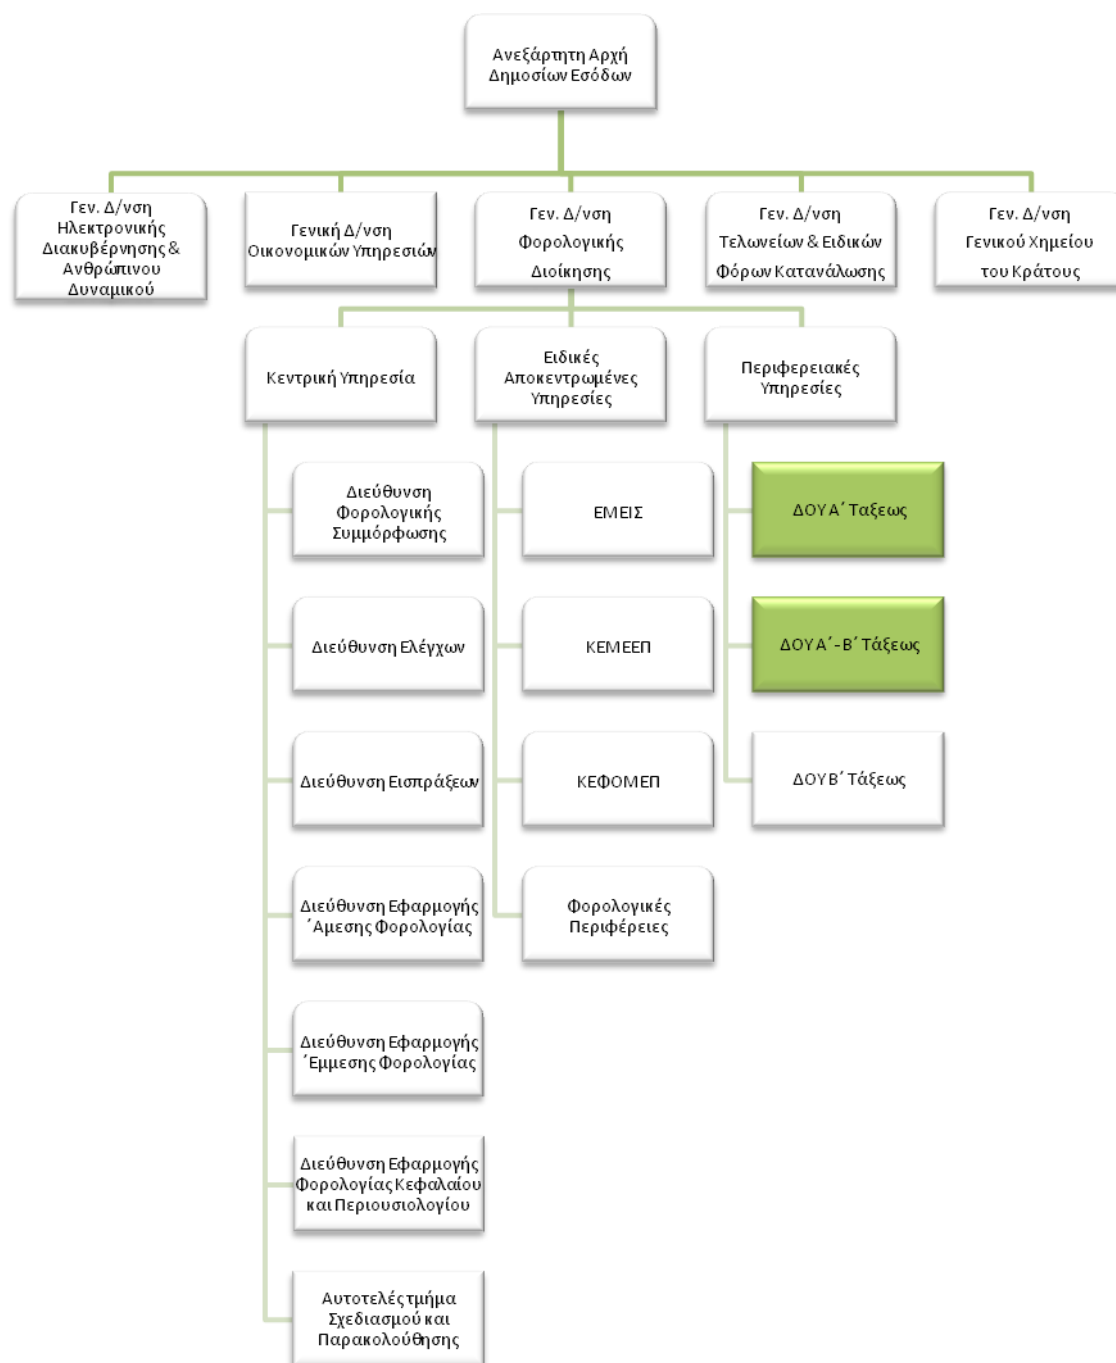 Ανεξάρτητη Αρχή
Δημοσίων Εσόδων
Γεν. Δ/νση
Ηλεκτρονικής
Διακυβέρνησης &
Ανθρώπινου
Δυναμικού
Γενική Δ/νση
Οικονομικών Υπηρεσιών
Γεν. Δ/νση
Φορολογικής
Διοίκησης
Γεν. Δ/νση
Τελωνείων & Ειδικών
Φόρων Κατανάλωσης
Γεν. Δ/νση
Γενικού Χημείου
του Κράτους
Κεντρική Υπηρεσία
Ειδικές
Αποκεντρωμένες
Υπηρεσίες
Περιφερειακές
Υπηρεσίες
Διεύθυνση
Φορολογικής
Συμμόρφωσης
Διεύθυνση Ελέγχων
Διεύθυνση Εισπράξεων
Διεύθυνση Εφαρμογής
΄Αμεσης Φορολογίας
Διεύθυνση Εφαρμογής
΄Εμμεσης Φορολογίας
Διεύθυνση Εφαρμογής
Φορολογίας Κεφαλαίου
και Περιουσιολογίου
Αυτοτελές τμήμα
Σχεδιασμού και
Παρακολούθησης
ΕΜΕΙΣ
ΚΕΜΕΕΠ
ΚΕΦΟΜΕΠ
Φορολογικές
Περιφέρειες
ΔΟΥ Α΄ Ταξεως
ΔΟΥ Α΄ - Β΄ Τάξεως
ΔΟΥ Β΄ Τάξεως